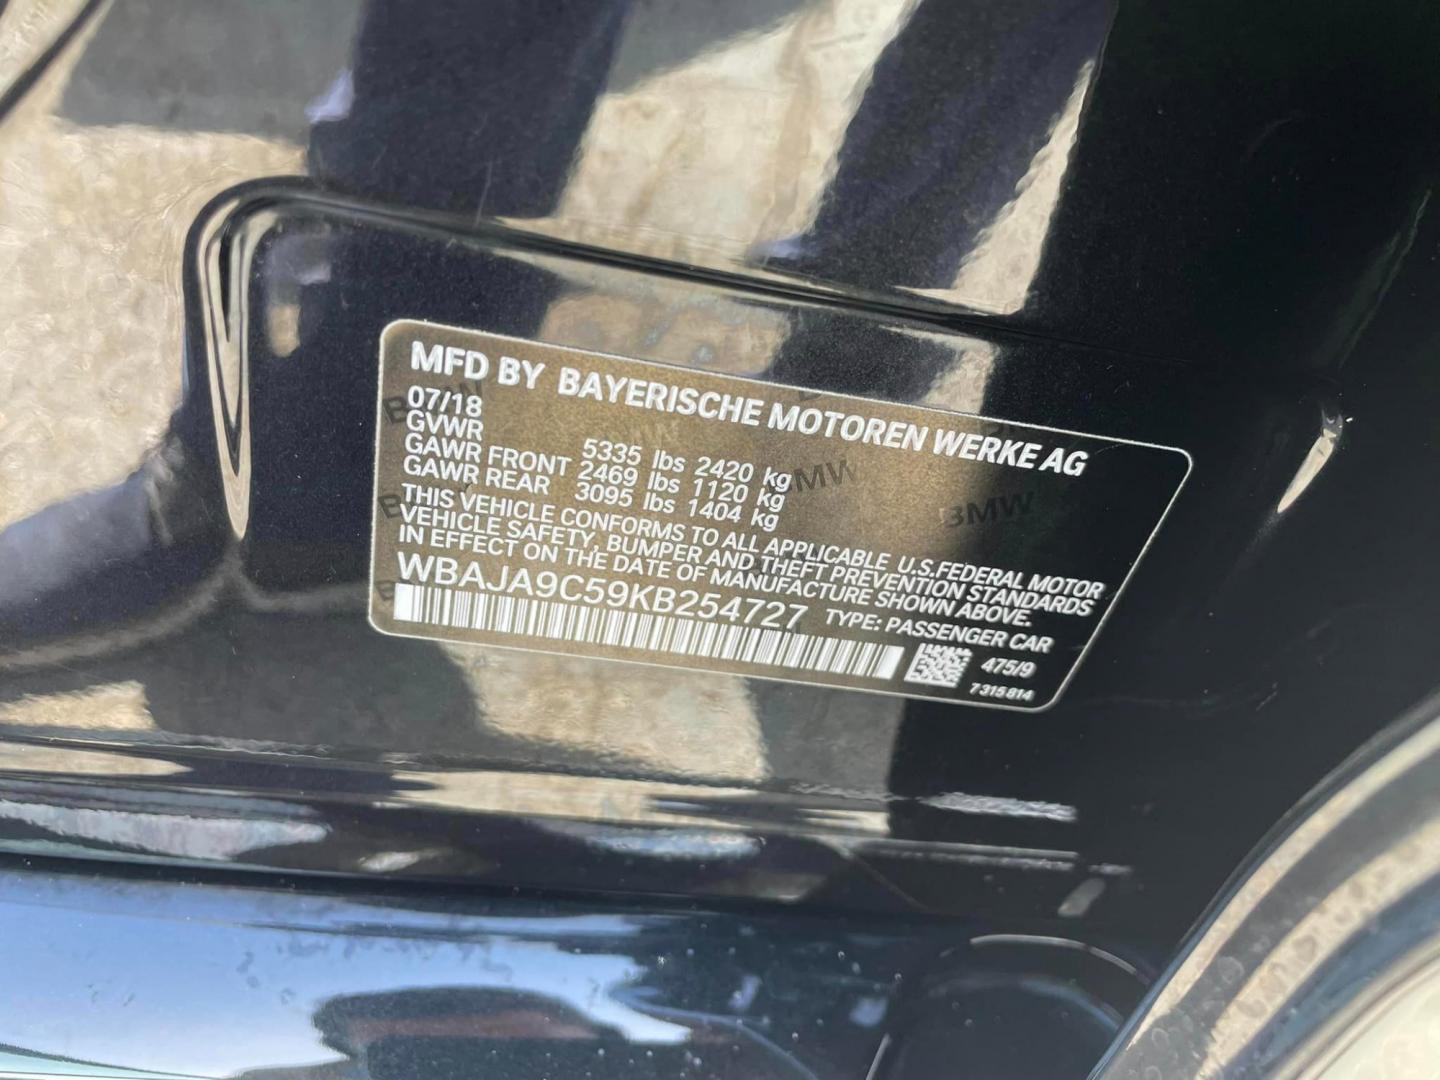 MFD BY BAYERISCHE MOTOREN WERKE AG
07/18
GVWR 5335 lbs 2420 kg
GAWR FRONT 2469 lbs 1120 kg
GAWR REAR 3095 lbs 1404 kg
THIS VEHICLE CONFORMS TO ALL APPLICABLE U.S.FEDERAL MOTOR
VEHICLE SAFETY, BUMPER AND THEFT PREVENTION STANDARDS
IN EFFECT ON THE DATE OF MANUFACTURE SHOWN ABOVE.
WBAJA9C59KB254727 TYPE: PASSENGER CAR
475/9
7 315 814
BMW
BMW
BMW